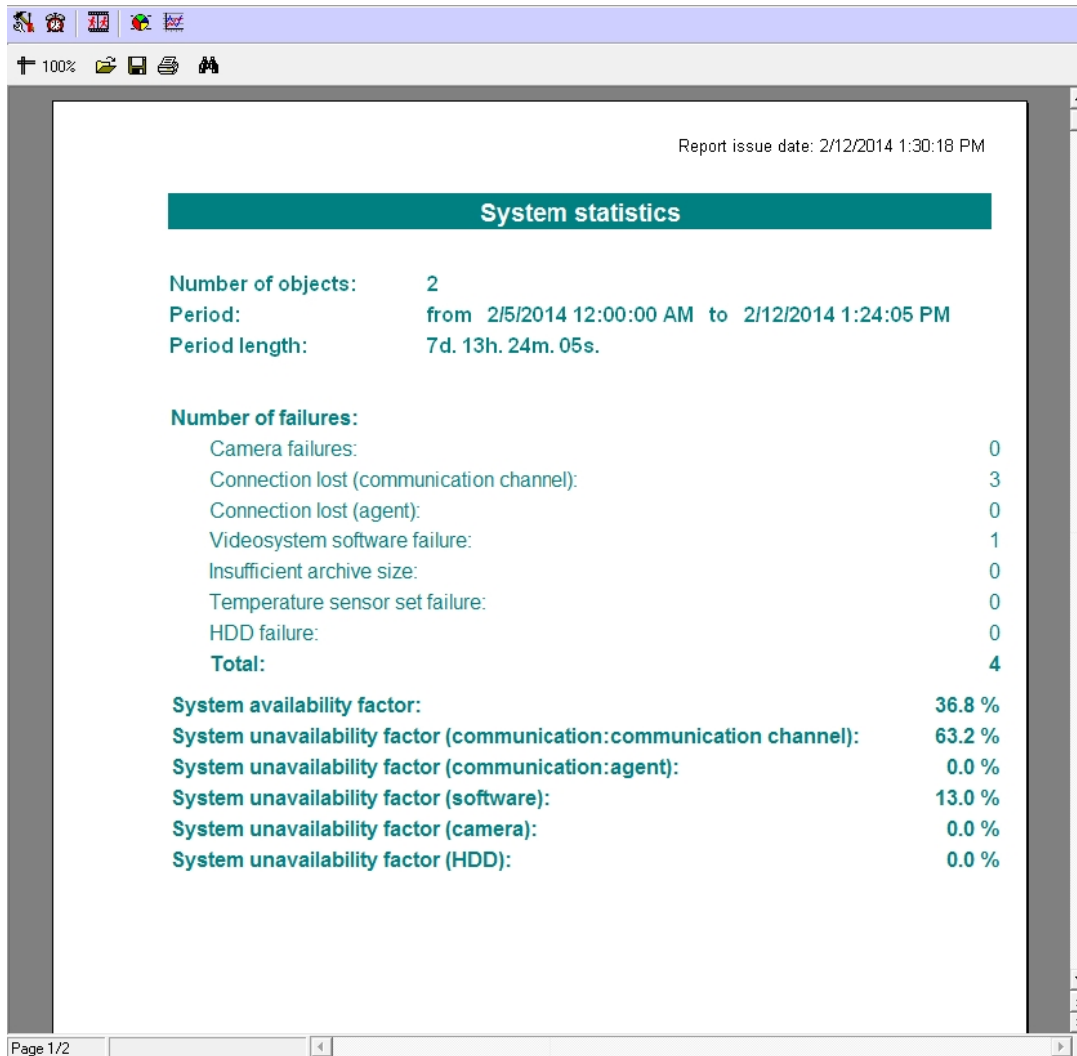 100%
Report issue date: 2/12/2014 1:30:18 PM
System statistics
Number of objects: 2
Period: from 2/5/2014 12:00:00 AM to 2/12/2014 1:24:05 PM
Period length: 7d. 13h. 24m. 05s.
Number of failures:
Camera failures: 0
Connection lost (communication channel): 3
Connection lost (agent): 0
Videosystem software failure: 1
Insufficient archive size: 0
Temperature sensor set failure: 0
HDD failure: 0
Total: 4
System availability factor: 36.8 %
System unavailability factor (communication:communication channel): 63.2 %
System unavailability factor (communication:agent): 0.0 %
System unavailability factor (software): 13.0 %
System unavailability factor (camera): 0.0 %
System unavailability factor (HDD): 0.0 %
Page 1/2